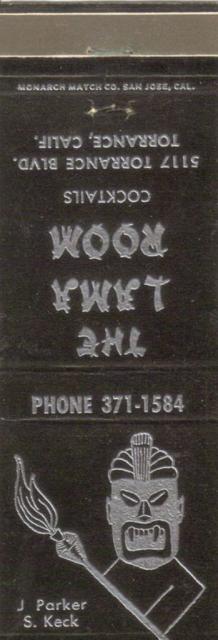 MONARCH MATCH CO. SAN JOSE, CAL.
THE
LAMA
ROOM
COCKTAILS
5117 TORRANCE BLVD.
TORRANCE, CALIF.
PHONE 371-1584
J Parker
S. Keck